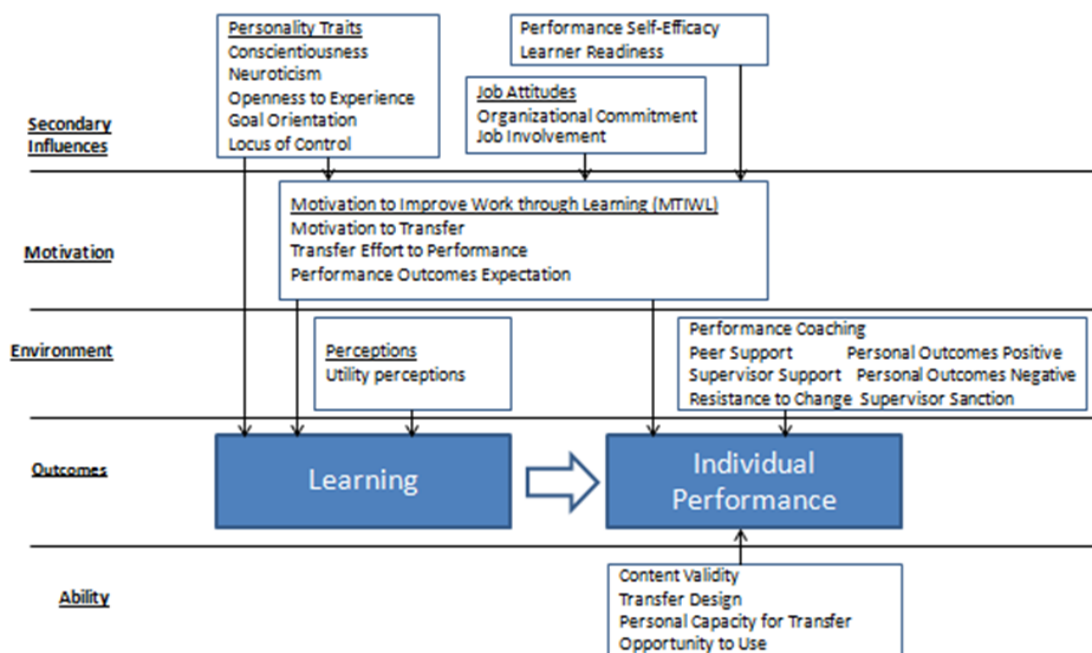 Personality Traits
Conscientiousness
Neuroticism
Openness to Experience
Goal Orientation
Locus of Control
Performance Self-Efficacy
Learner Readiness
Job Attitudes
Organizational Commitment
Job Involvement
Secondary
Influences
Motivation to Improve Work through Learning (MTIWL)
Motivation to Transfer
Transfer Effort to Performance
Performance Outcomes Expectation
Motivation
Environment
Perceptions
Utility perceptions
Performance Coaching
Peer Support Personal Outcomes Positive
Supervisor Support Personal Outcomes Negative
Resistance to Change Supervisor Sanction
Outcomes
Learning
Individual
Performance
Ability
Content Validity
Transfer Design
Personal Capacity for Transfer
Opportunity to Use